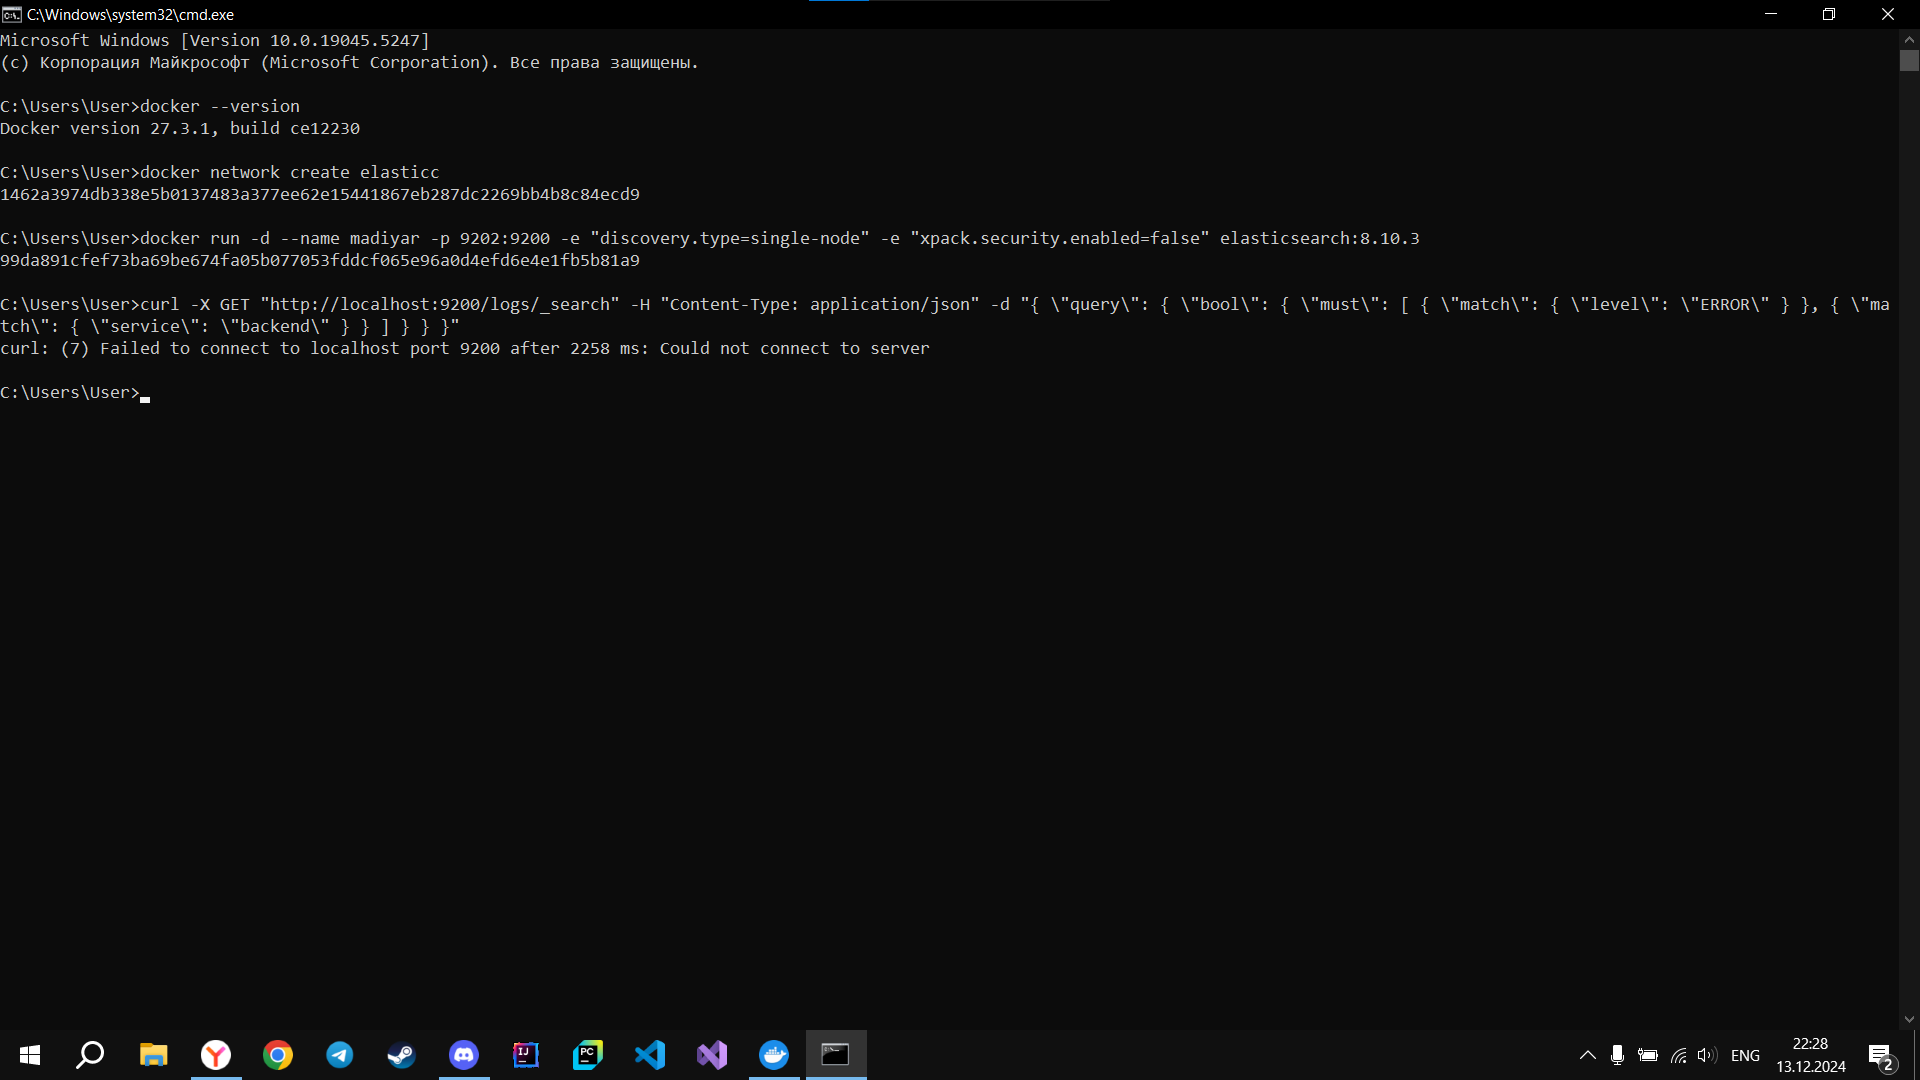 C:\Windows\system32\cmd.exe
Microsoft Windows [Version 10.0.19045.5247]
(c) Корпорация Майкрософт (Microsoft Corporation). Все права защищены.
C:\Users\User>docker --version
Docker version 27.3.1, build ce12230
C:\Users\User>docker network create elasticc
1462a3974db338e5b0137483a377ee62e15441867eb287dc2269bb4b8c84ecd9
C:\Users\User>docker run -d --name madiyar -p 9202:9200 -e "discovery.type=single-node" -e "xpack.security.enabled=false" elasticsearch:8.10.3
99da891cfef73ba69be674fa05b077053fddcf065e96a0d4efd6e4e1fb5b81a9
C:\Users\User>curl -X GET "http://localhost:9200/logs/_search" -H "Content-Type: application/json" -d "{ \"query\": { \"bool\": { \"must\": [ { \"match\": { \"level\": \"ERROR\" } }, { \"ma
tch\": { \"service\": \"backend\" } } ] } } }"
curl: (7) Failed to connect to localhost port 9200 after 2258 ms: Could not connect to server
C:\Users\User>
ENG
22:28
13.12.2024
2